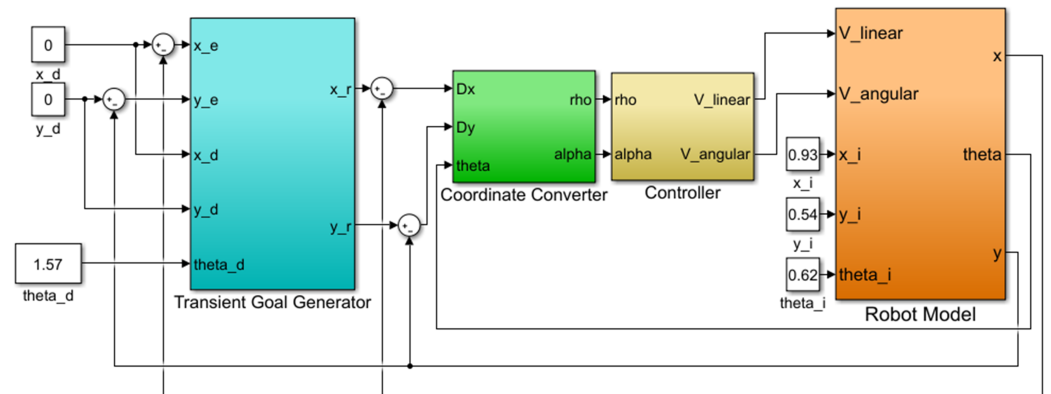 0
x_d
0
y_d
1.57
theta_d
x_e
y_e
x_d
y_d
theta_d
x_r
y_r
Transient Goal Generator
Dx
Dy
theta
rho
alpha
Coordinate Converter
rho
alpha
V_linear
V_angular
Controller
0.93
x_i
0.54
y_i
0.62
theta_i
V_linear
V_angular
x_i
y_i
theta_i
x
theta
y
Robot Model